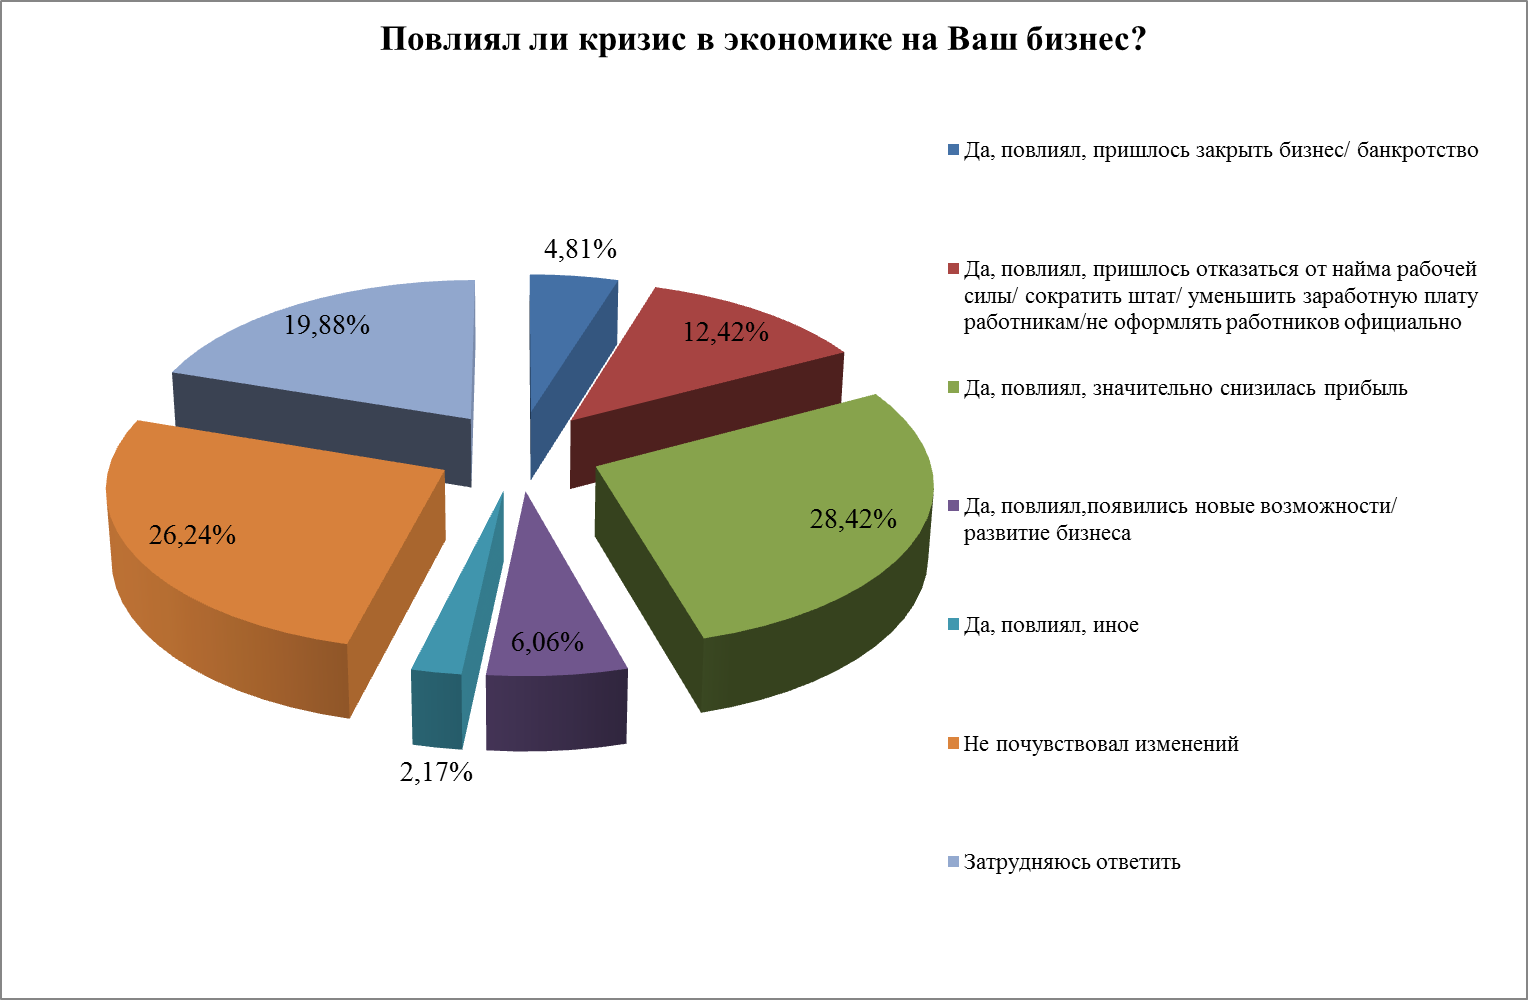 Повлиял ли кризис в экономике на Ваш бизнес?
4,81%
12,42%
28,42%
6,06%
2,17%
26,24%
19,88%
Да, повлиял, пришлось закрыть бизнес/ банкротство
Да, повлиял, пришлось отказаться от найма рабочей
силы/ сократить штат/ уменьшить заработную плату
работникам/не оформлять работников официально
Да, повлиял, значительно снизилась прибыль
Да, повлиял,появились новые возможности/
развитие бизнеса
Да, повлиял, иное
Не почувствовал изменений
Затрудняюсь ответить